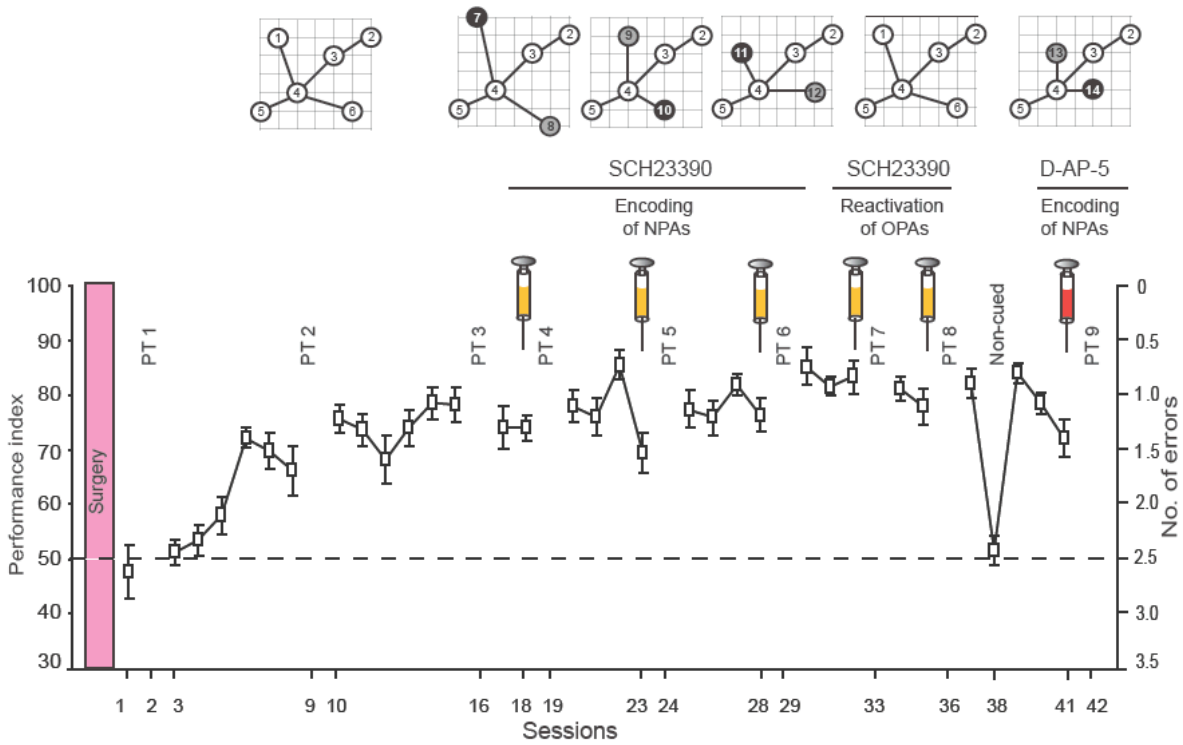 1
2
3
4
5
6
7
2
3
4
5
8
9
2
3
4
5
10
11
2
3
4
5
12
1
2
3
4
5
6
13
2
3
4
5
14
SCH23390
SCH23390
D-AP-5
Encoding
of NPAs
Reactivation
of OPAs
Encoding
of NPAs
Performance index
100
90
80
70
60
50
40
30
Surgery
PT 1
PT 2
PT 3
PT 4
PT 5
PT 6
PT 7
PT 8
Non-cued
PT 9
0
0.5
1.0
1.5
2.0
2.5
3.0
3.5
No. of errors
1 2 3 9 10 16 18 19 23 24 28 29 33 36 38 41 42
Sessions